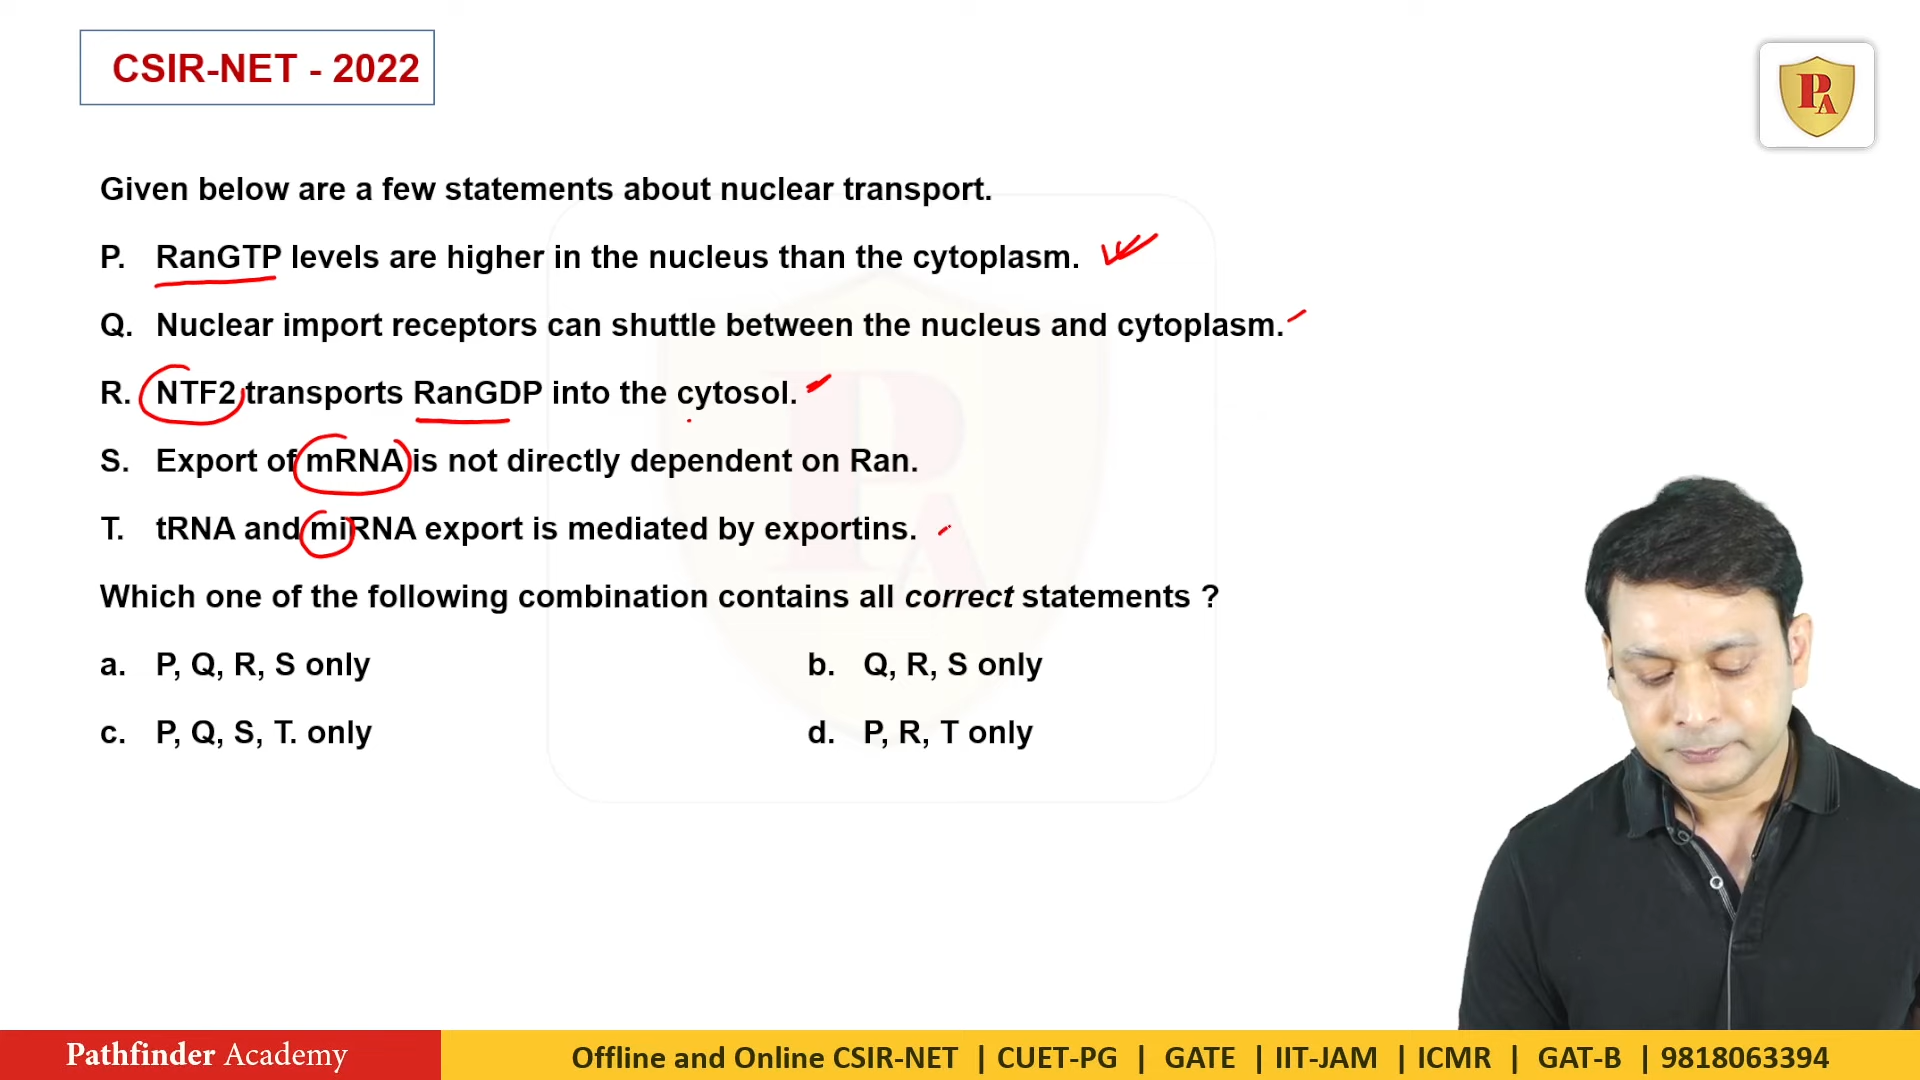 CSIR-NET - 2022
PA
Given below are a few statements about nuclear transport.
P. RanGTP levels are higher in the nucleus than the cytoplasm.
Q. Nuclear import receptors can shuttle between the nucleus and cytoplasm.
R. NTF2 transports RanGDP into the cytosol.
S. Export of mRNA is not directly dependent on Ran.
T. tRNA and miRNA export is mediated by exportins.
Which one of the following combination contains all correct statements ?
a. P, Q, R, S only b. Q, R, S only
c. P, Q, S, T. only d. P, R, T only
Pathfinder Academy Offline and Online CSIR-NET | CUET-PG | GATE | IIT-JAM | ICMR | GAT-B | 9818063394